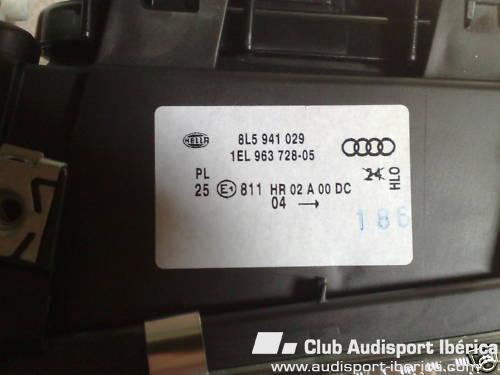 HELLA
8L5 941 029
1EL 963 728-05
PL
24
HLO
25 E1 811 HR 02 A 00 DC
04 →
186
Club Audisport Ibérica
www.audisport-iberica.com